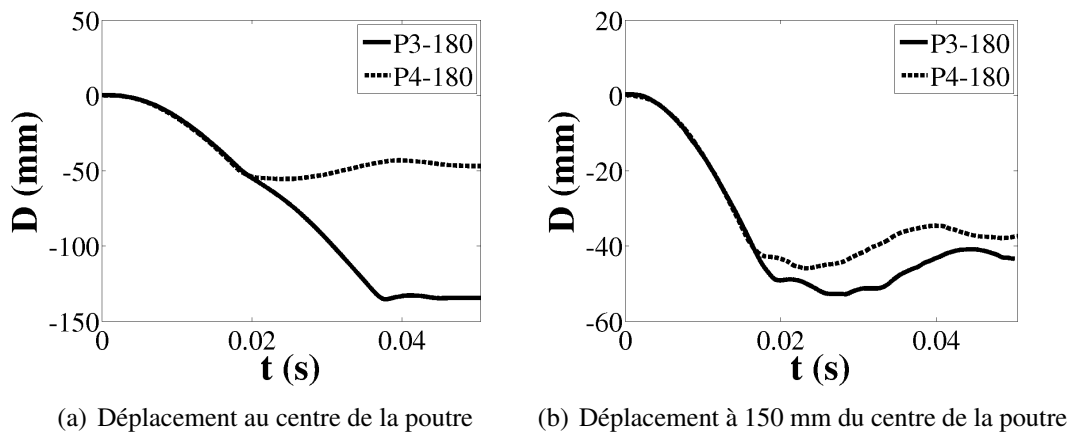 50
0
-50
-100
-150
D (mm)
0
0.02
0.04
t (s)
P3-180
P4-180
(a) Déplacement au centre de la poutre
20
0
-20
-40
-60
D (mm)
0
0.02
0.04
t (s)
P3-180
P4-180
(b) Déplacement à 150 mm du centre de la poutre